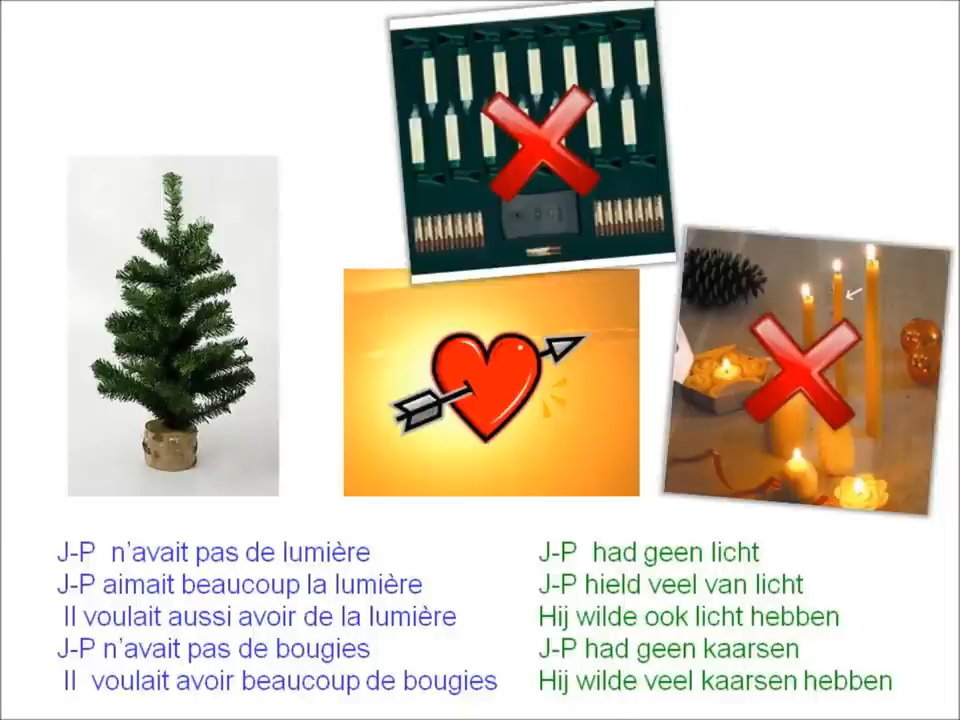 J-P n'avait pas de lumière
J-P aimait beaucoup la lumière
Il voulait aussi avoir de la lumière
J-P n'avait pas de bougies
Il voulait avoir beaucoup de bougies
J-P had geen licht
J-P hield veel van licht
Hij wilde ook licht hebben
J-P had geen kaarsen
Hij wilde veel kaarsen hebben